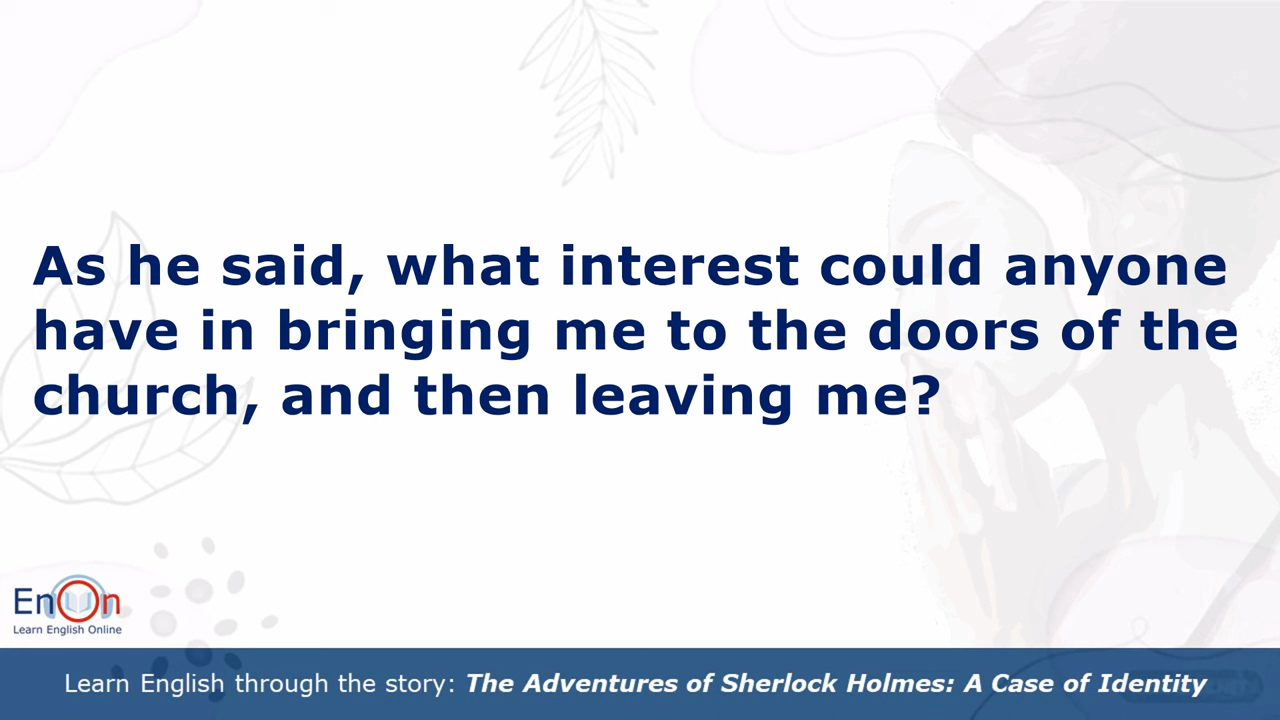 As he said, what interest could anyone
have in bringing me to the doors of the
church, and then leaving me?
EnOn
Learn English Online
Learn English through the story: The Adventures of Sherlock Holmes: A Case of Identity